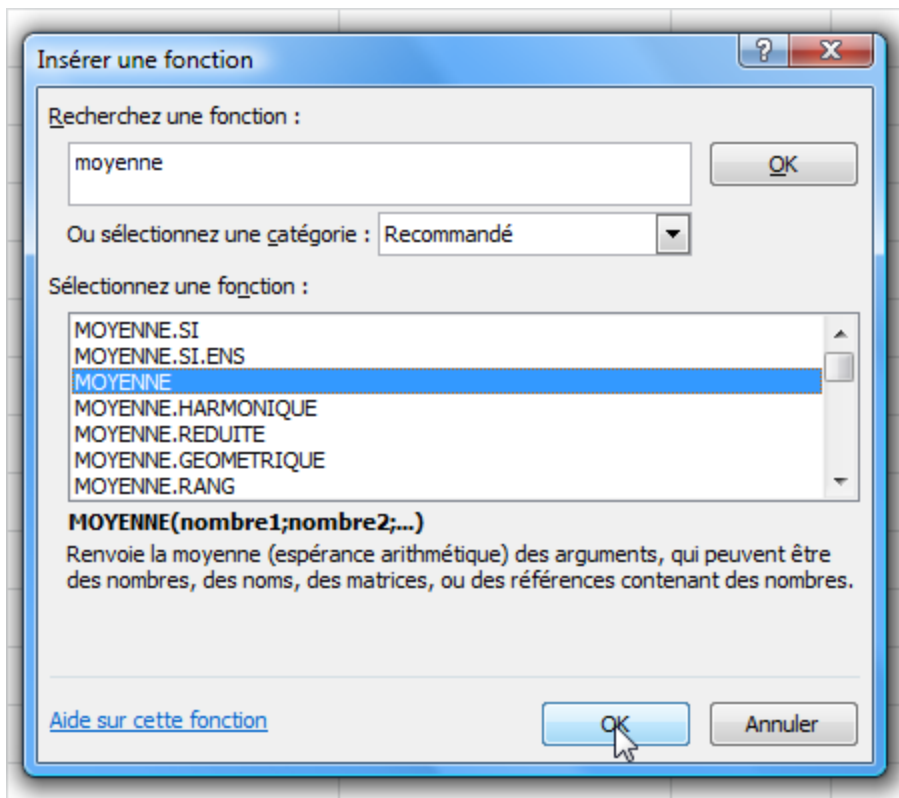 Insérer une fonction
Recherchez une fonction :
moyenne
OK
Ou sélectionnez une catégorie : Recommandé
Sélectionnez une fonction :
MOYENNE.SI
MOYENNE.SI.ENS
MOYENNE
MOYENNE.HARMONIQUE
MOYENNE.REDUITE
MOYENNE.GEOMETRIQUE
MOYENNE.RANG
MOYENNE(nombre1;nombre2;...)
Renvoie la moyenne (espérance arithmétique) des arguments, qui peuvent être
des nombres, des noms, des matrices, ou des références contenant des nombres.
Aide sur cette fonction
OK
Annuler